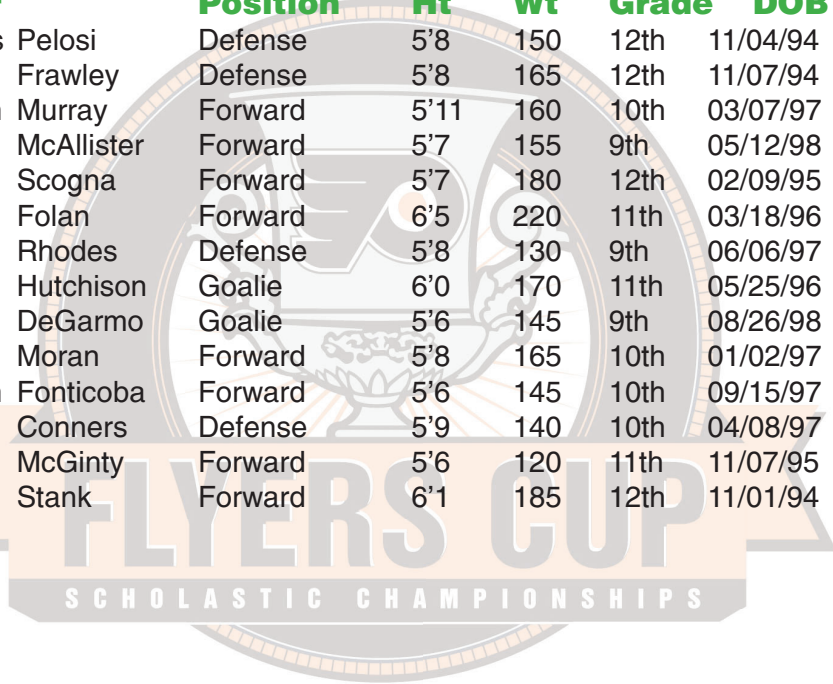 Position Ht Wt Grade DOB
s Pelosi Defense 5’8 150 12th 11/04/94
Frawley Defense 5’8 165 12th 11/07/94
Murray Forward 5’11 160 10th 03/07/97
McAllister Forward 5’7 155 9th 05/12/98
Scogna Forward 5’7 180 12th 02/09/95
Folan Forward 6’5 220 11th 03/18/96
Rhodes Defense 5’8 130 9th 06/06/97
Hutchison Goalie 6’0 170 11th 05/25/96
DeGarmo Goalie 5’6 145 9th 08/26/98
Moran Forward 5’8 165 10th 01/02/97
Fonticoba Forward 5’6 145 10th 09/15/97
Conners Defense 5’9 140 10th 04/08/97
McGinty Forward 5’6 120 11th 11/07/95
Stank Forward 6’1 185 12th 11/01/94
FLYERS CUP
SCHOLASTIC CHAMPIONSHIPS